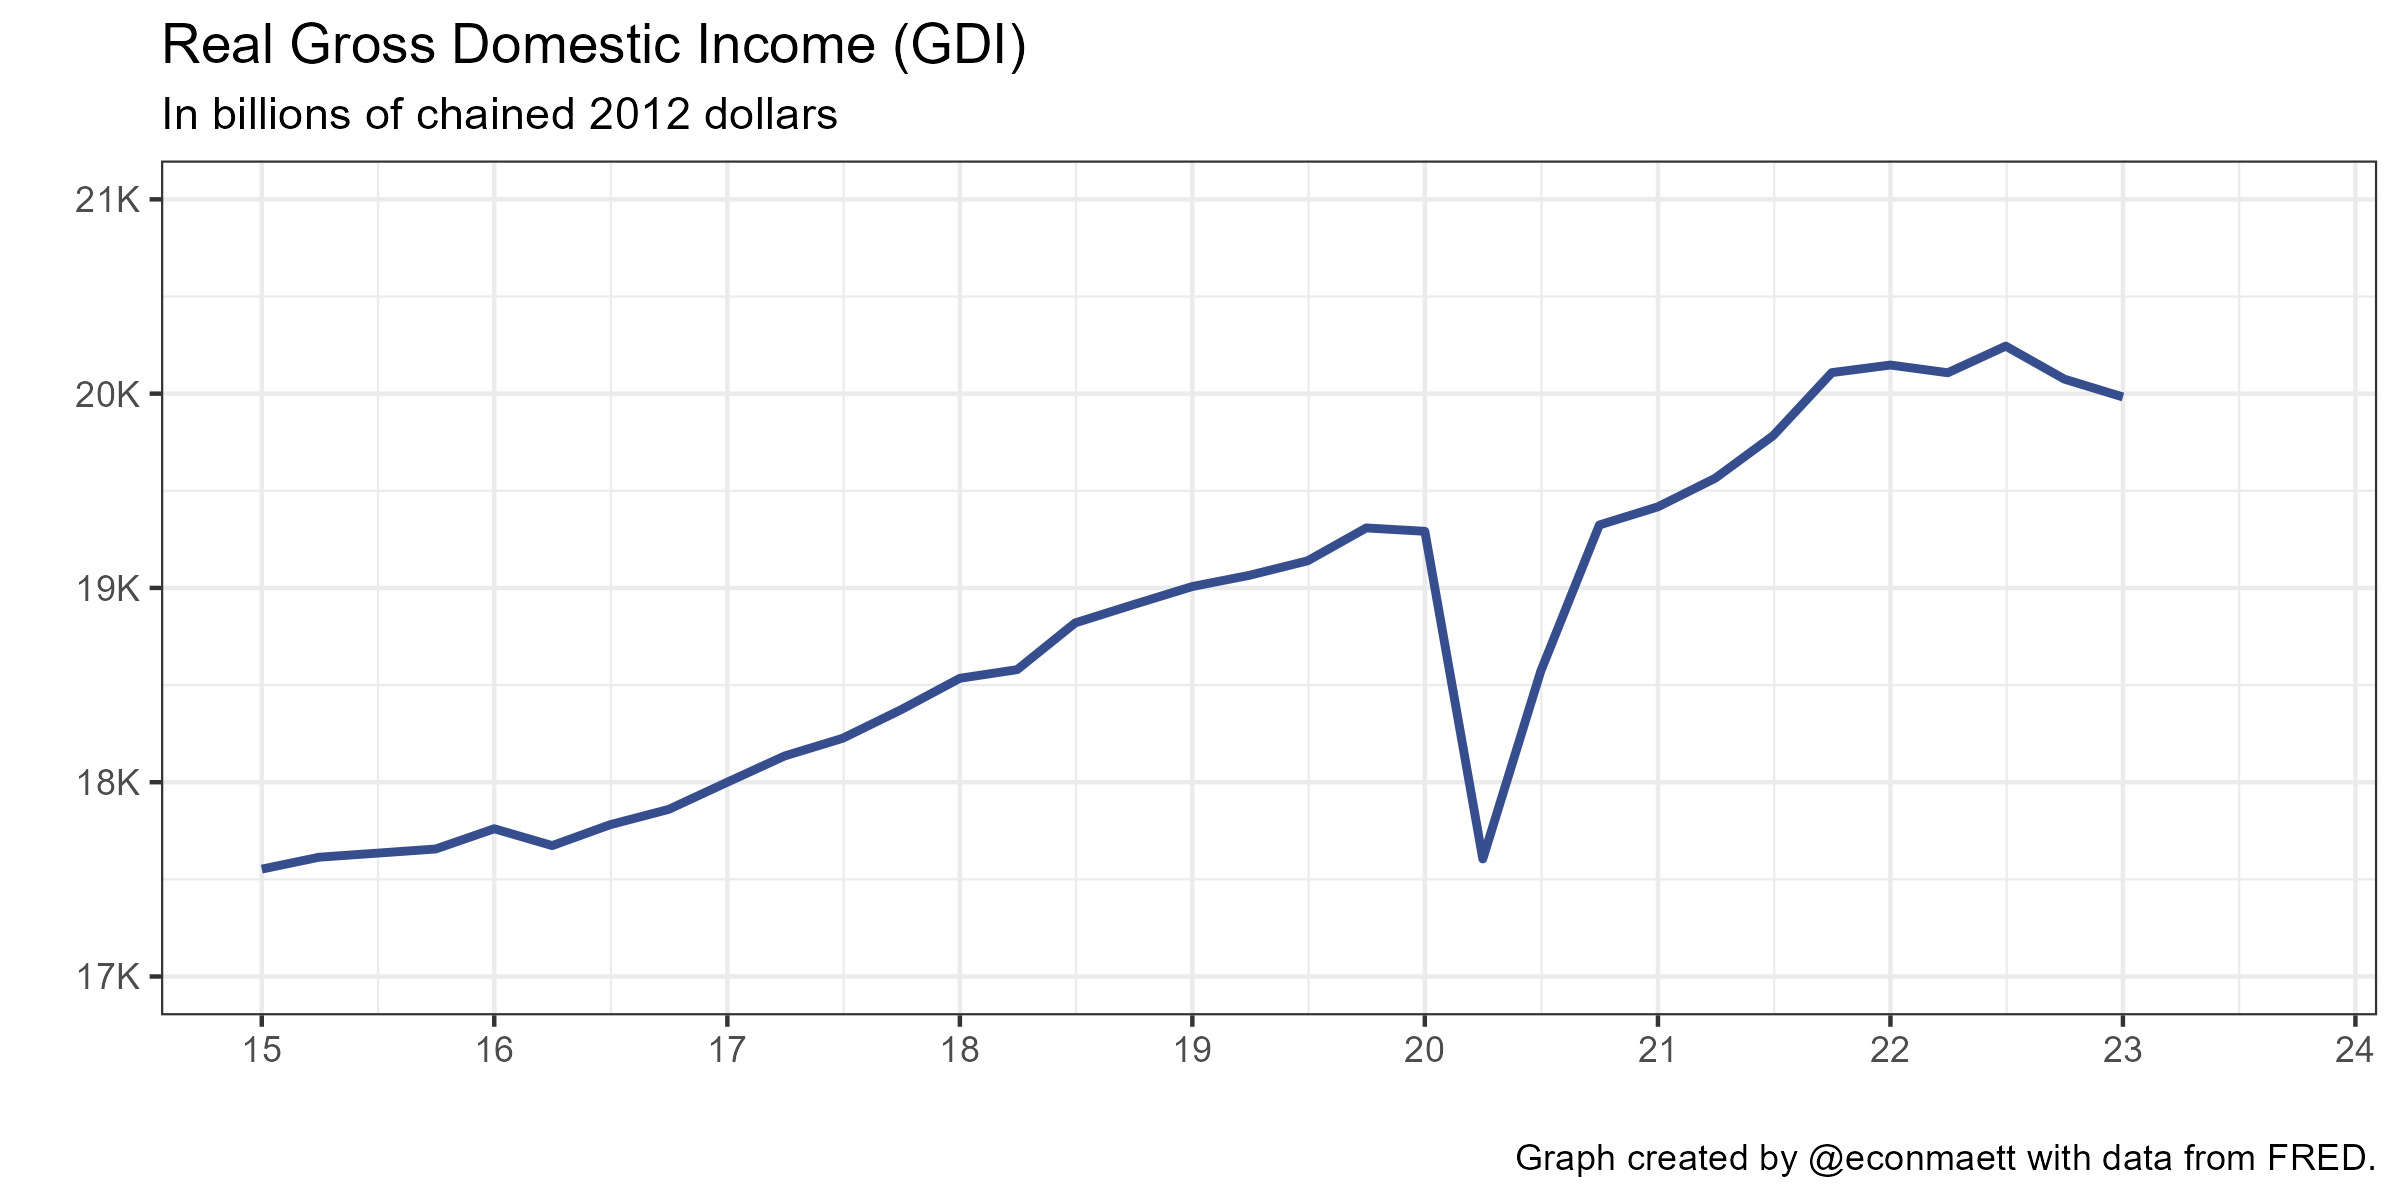 Real Gross Domestic Income (GDI)
In billions of chained 2012 dollars
21K
20K
19K
18K
17K
15 16 17 18 19 20 21 22 23 24
Graph created by @econmaett with data from FRED.